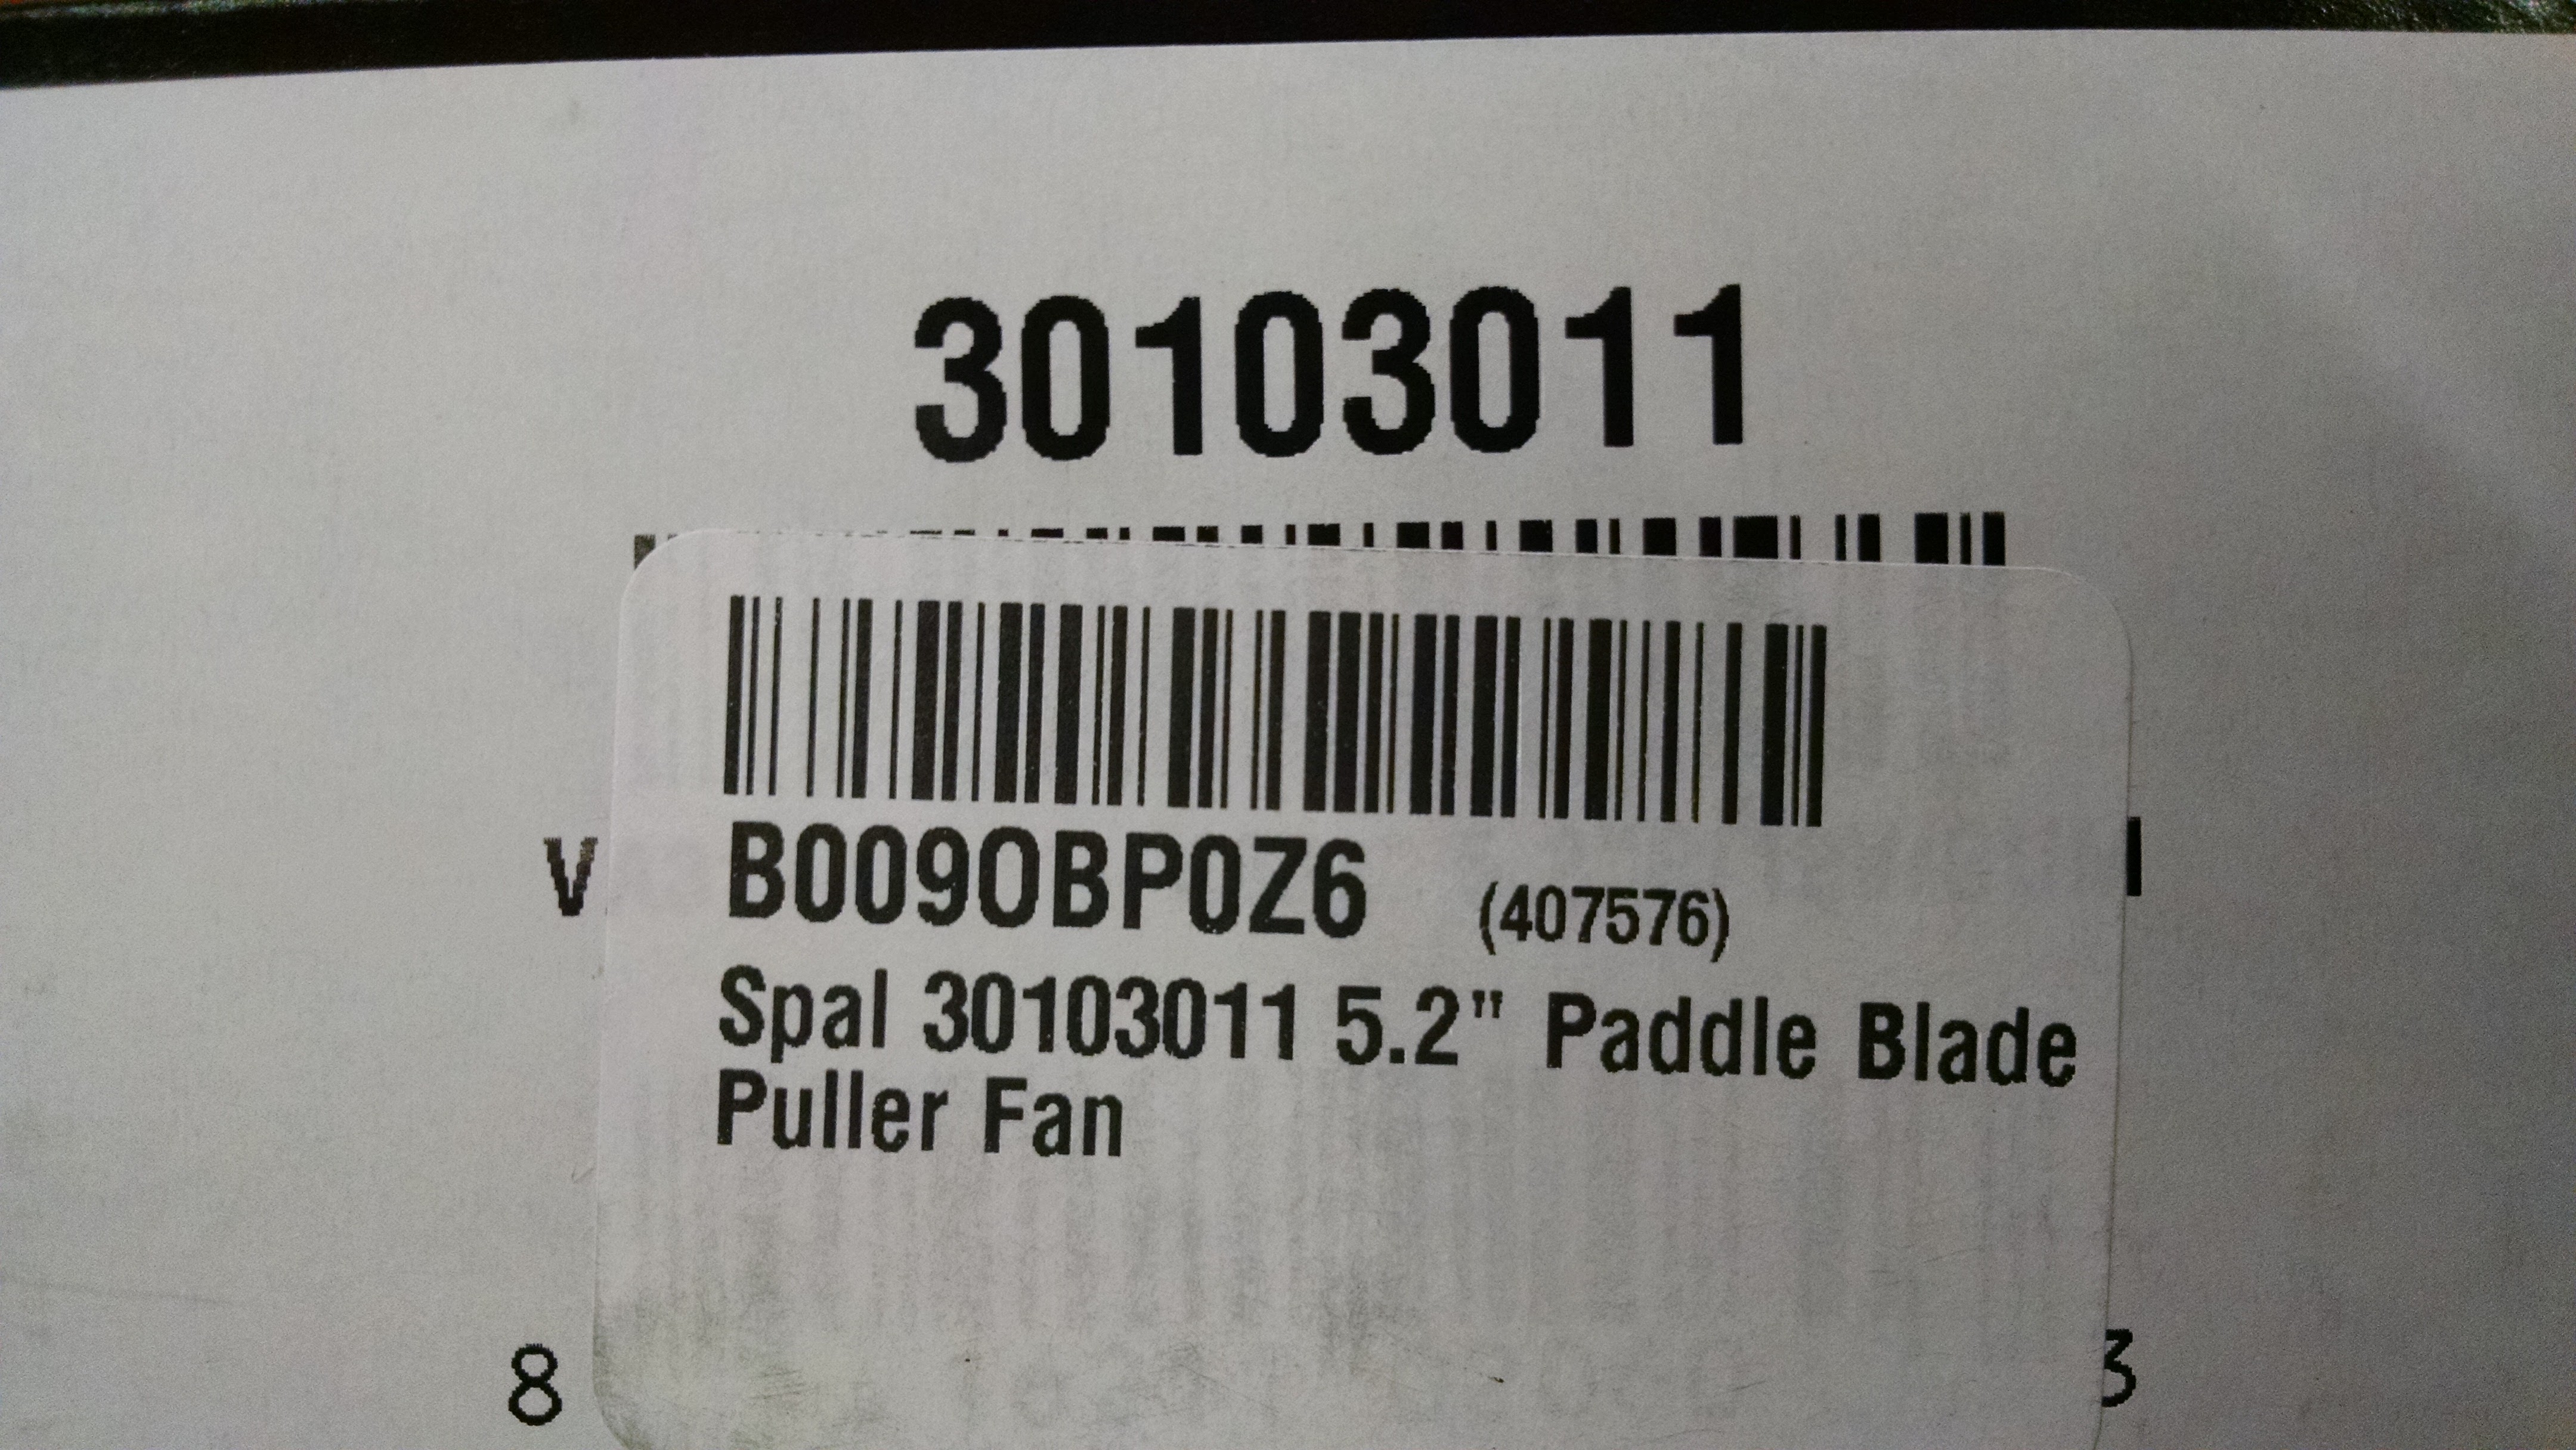 30103011
V
B009OBP0Z6 (407576)
Spal 30103011 5.2" Paddle Blade
Puller Fan
8 3